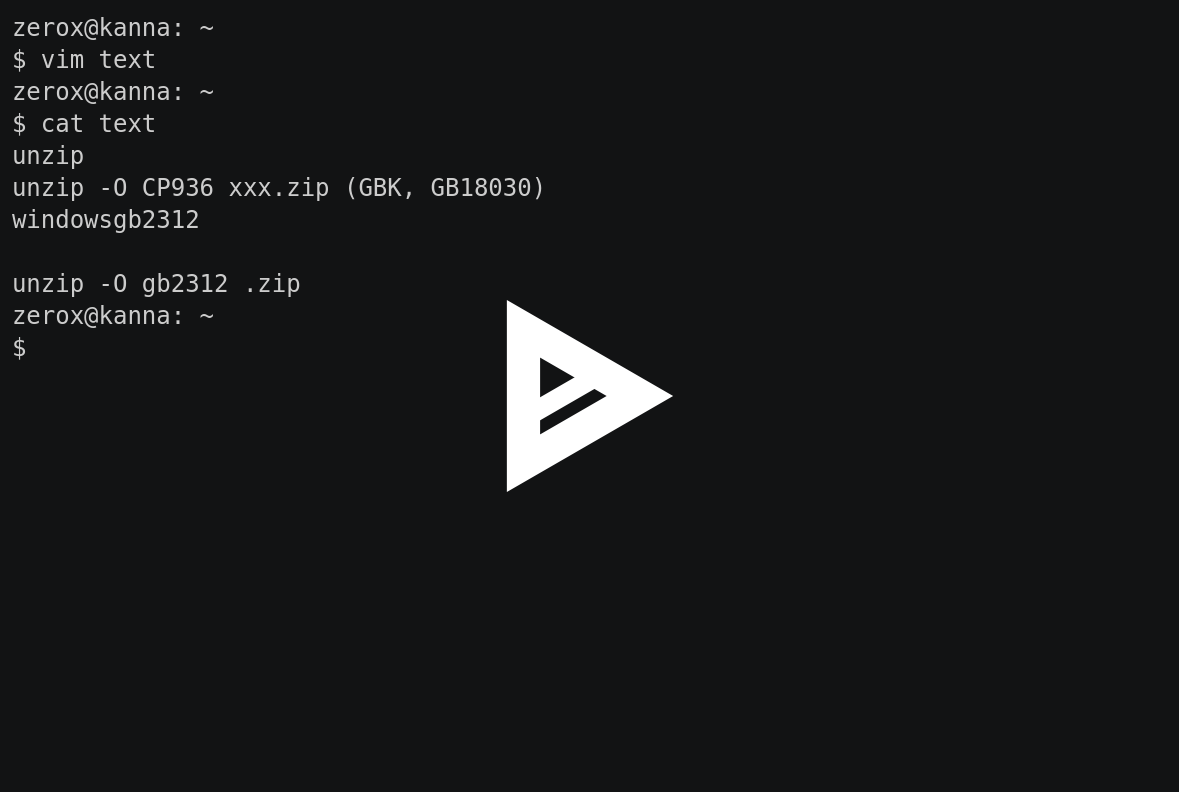 zerox@kanna: ~
$ vim text
zerox@kanna: ~
$ cat text
unzip
unzip -O CP936 xxx.zip (GBK, GB18030)
windowsgb2312

unzip -O gb2312 .zip
zerox@kanna: ~
$